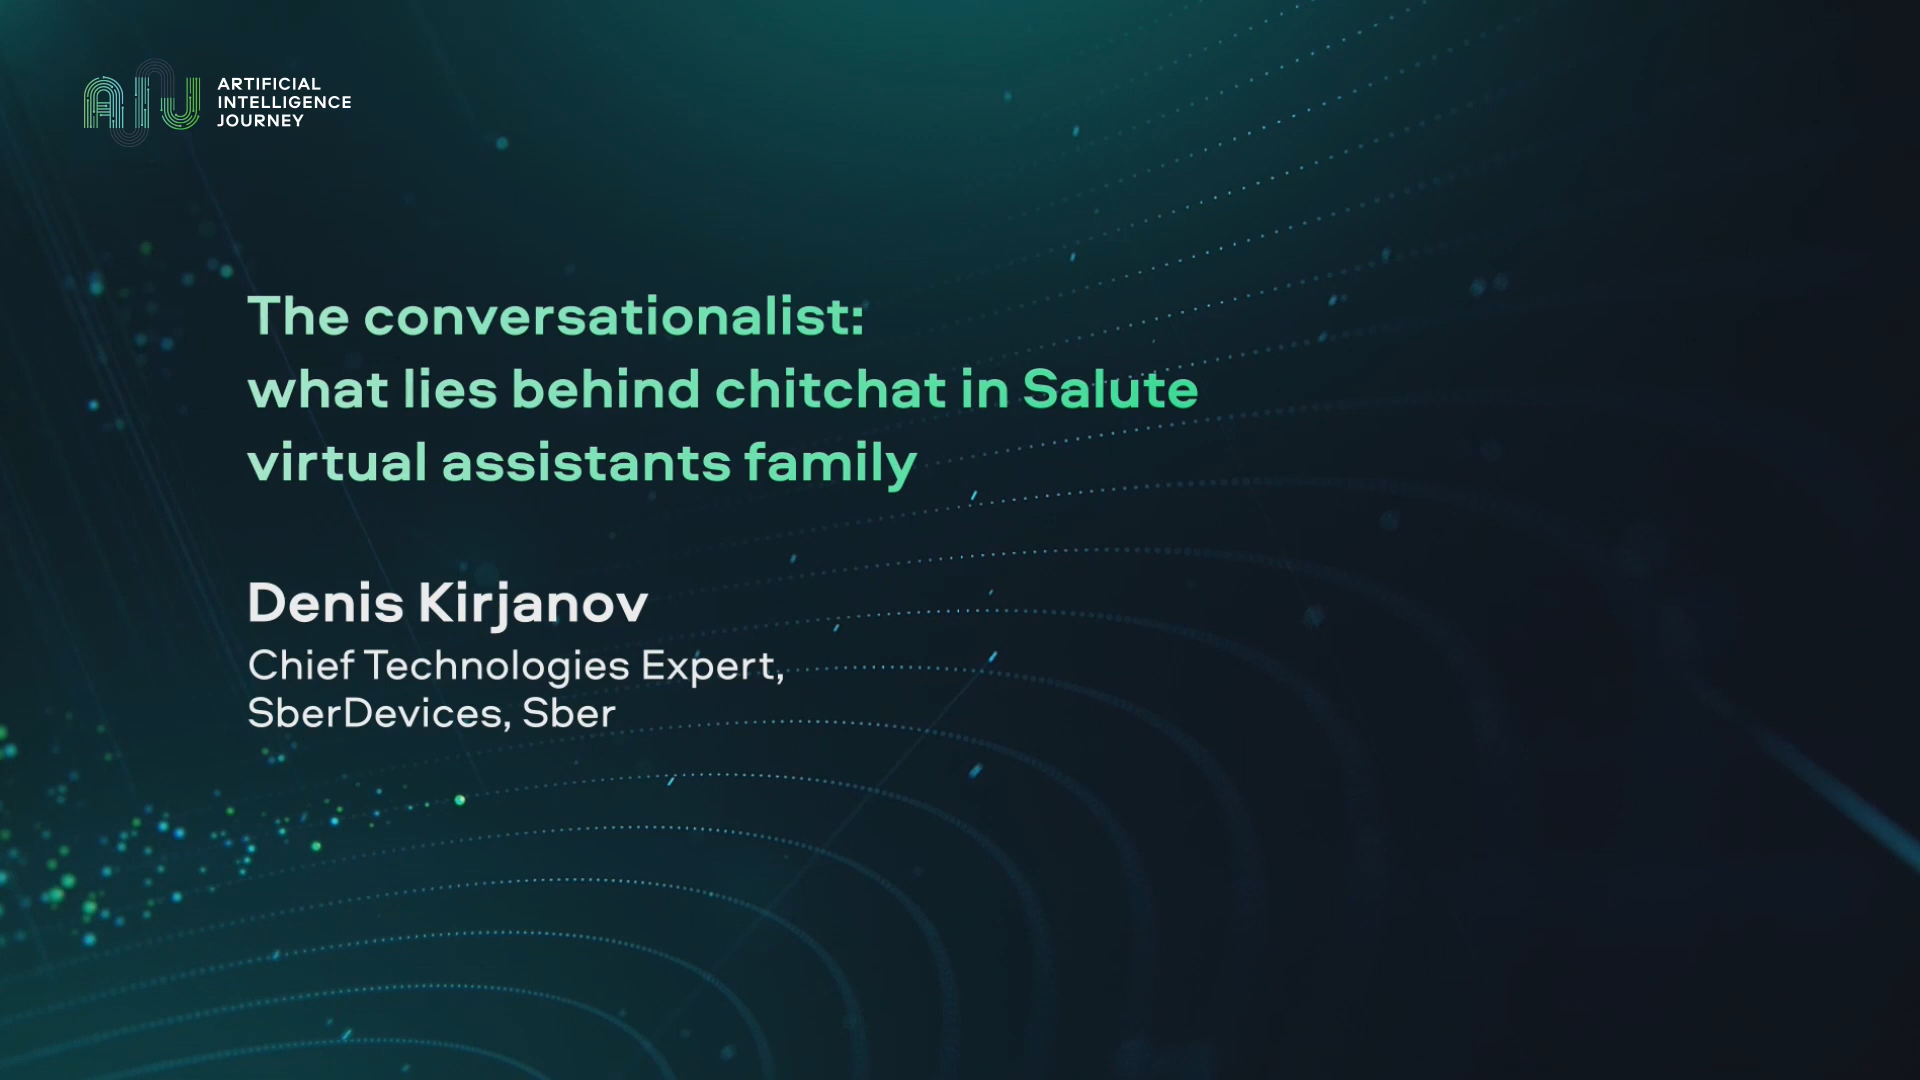 AIJ
ARTIFICIAL
INTELLIGENCE
JOURNEY
The conversationalist:
what lies behind chitchat in Salute
virtual assistants family
Denis Kirjanov
Chief Technologies Expert,
SberDevices, Sber